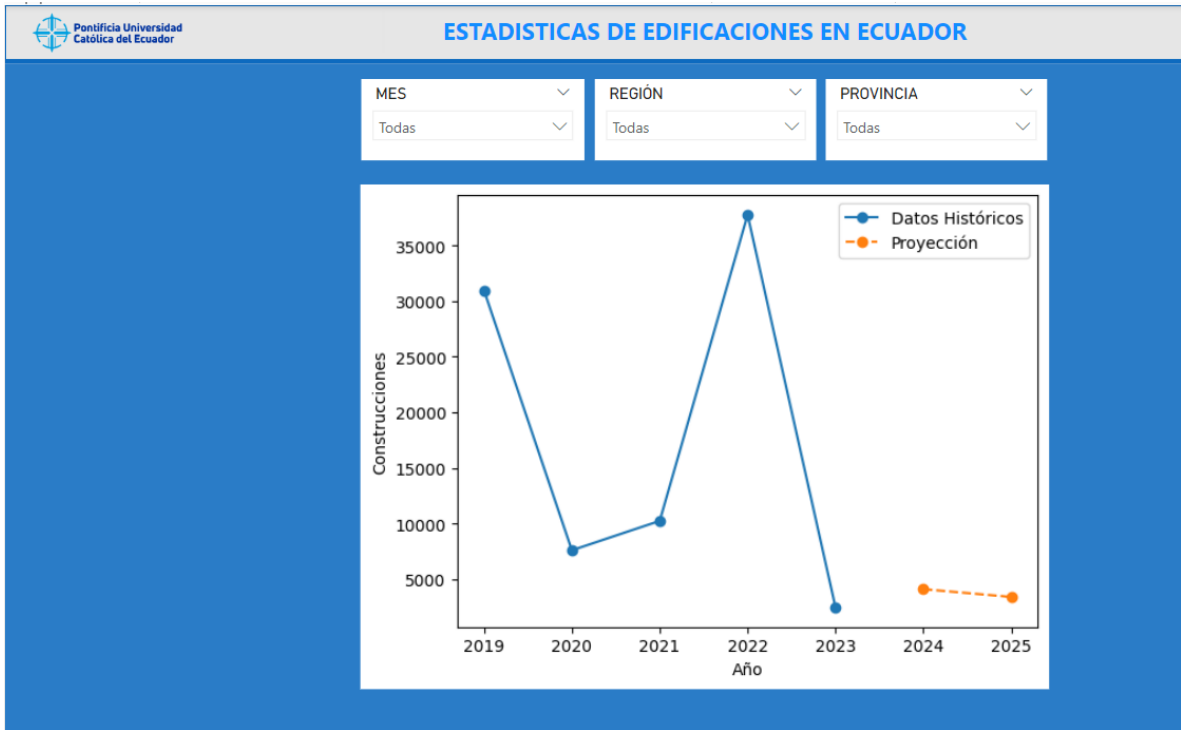 Pontificia Universidad
Católica del Ecuador
ESTADISTICAS DE EDIFICACIONES EN ECUADOR
MES
Todas
REGIÓN
Todas
PROVINCIA
Todas
Datos Históricos
Proyección
35000
30000
25000
20000
15000
10000
5000
Construcciones
2019 2020 2021 2022 2023 2024 2025
Año